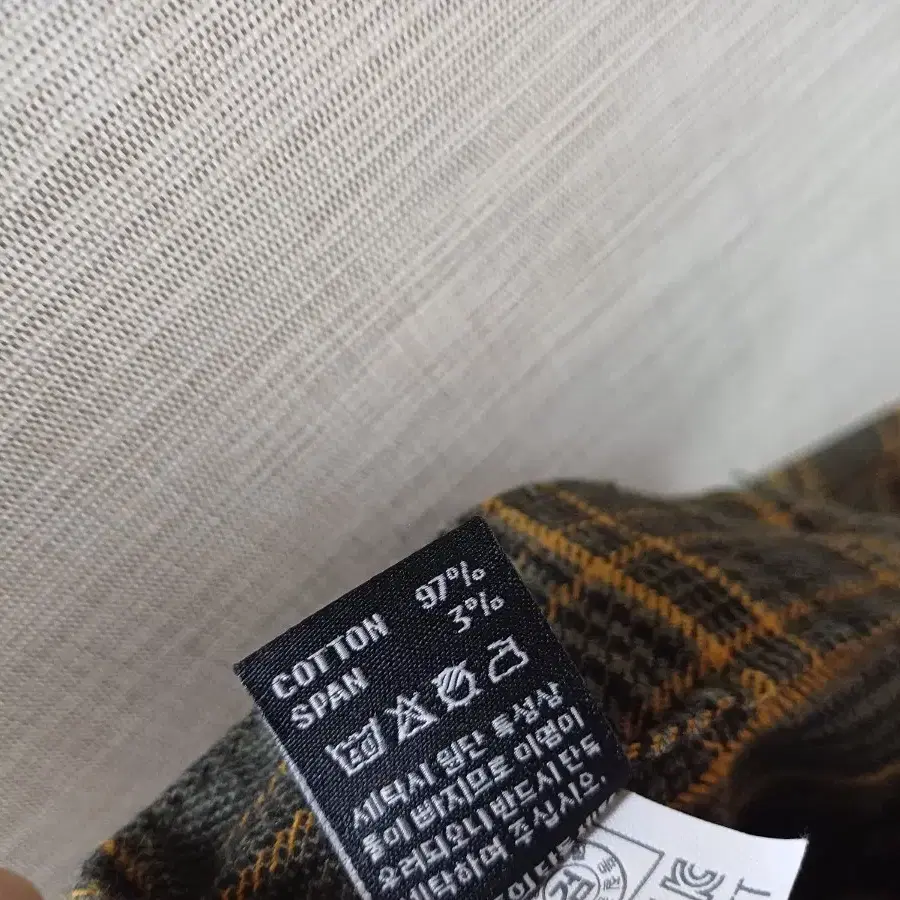 COTTON 97%
SPAN 3%
세탁시 원단 특성상
물이 빠지므로 이염이
우려되오니 반드시 단독
세탁하여 주십시오.
검